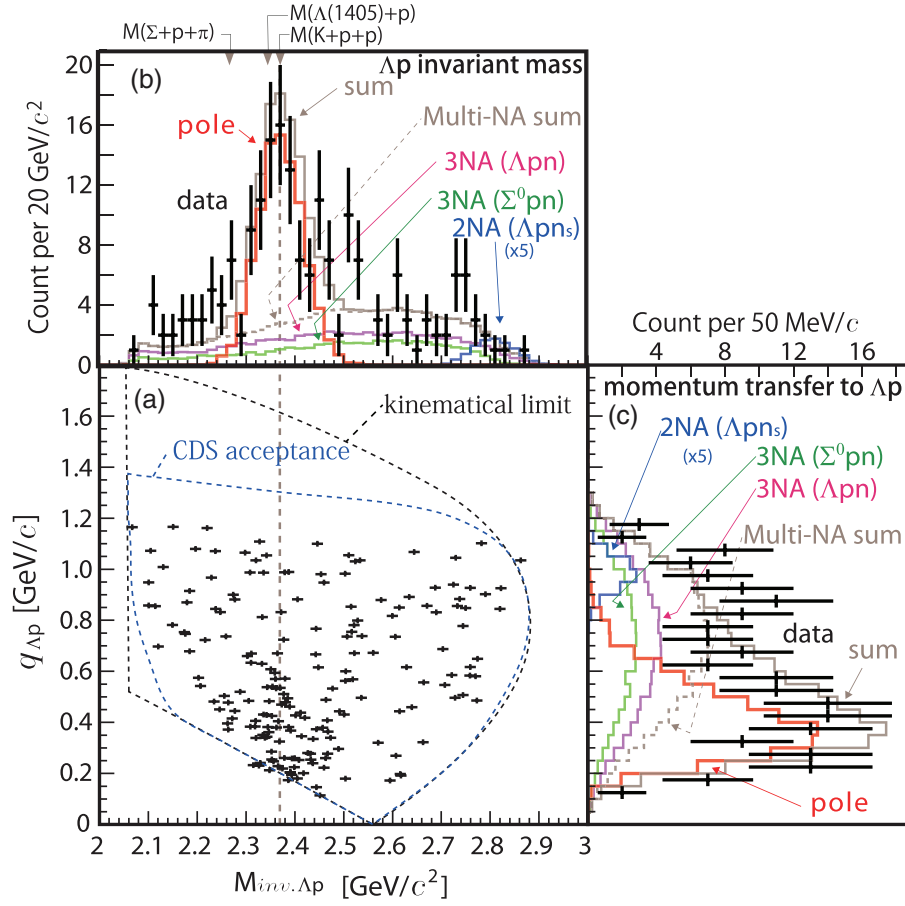 M(Λ(1405)+p)
M(Σ+p+π)
M(K+p+p)
(b)
Λp invariant mass
sum
Multi-NA sum
pole
3NA (Λpn)
data
3NA (Σ⁰pn)
2NA (Λpnₛ)
(x5)
Count per 20 GeV/c²
20
16
12
8
4
0
Count per 50 MeV/c
4 8 12 16
(a)
kinematical limit
CDS acceptance
q Λp [GeV/c]
1.6
1.4
1.2
1.0
0.8
0.6
0.4
0.2
0
2 2.1 2.2 2.3 2.4 2.5 2.6 2.7 2.8 2.9 3
M inv.Λp [GeV/c²]
momentum transfer to Λp
(c)
2NA (Λpnₛ)
(x5)
3NA (Σ⁰pn)
3NA (Λpn)
Multi-NA sum
data
sum
pole